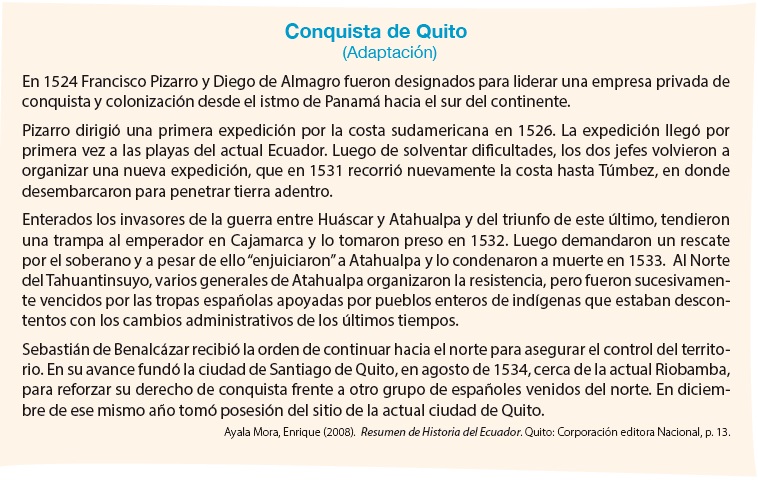 Conquista de Quito
(Adaptación)
En 1524 Francisco Pizarro y Diego de Almagro fueron designados para liderar una empresa privada de
conquista y colonización desde el istmo de Panamá hacia el sur del continente.
Pizarro dirigió una primera expedición por la costa sudamericana en 1526. La expedición llegó por
primera vez a las playas del actual Ecuador. Luego de solventar dificultades, los dos jefes volvieron a
organizar una nueva expedición, que en 1531 recorrió nuevamente la costa hasta Túmbez, en donde
desembarcaron para penetrar tierra adentro.
Enterados los invasores de la guerra entre Huáscar y Atahualpa y del triunfo de este último, tendieron
una trampa al emperador en Cajamarca y lo tomaron preso en 1532. Luego demandaron un rescate
por el soberano y a pesar de ello “enjuiciaron” a Atahualpa y lo condenaron a muerte en 1533. Al Norte
del Tahuantinsuyo, varios generales de Atahualpa organizaron la resistencia, pero fueron sucesivamen-
te vencidos por las tropas españolas apoyadas por pueblos enteros de indígenas que estaban descon-
tentos con los cambios administrativos de los últimos tiempos.
Sebastián de Benalcázar recibió la orden de continuar hacia el norte para asegurar el control del territo-
rio. En su avance fundó la ciudad de Santiago de Quito, en agosto de 1534, cerca de la actual Riobamba,
para reforzar su derecho de conquista frente a otro grupo de españoles venidos del norte. En diciem-
bre de ese mismo año tomó posesión del sitio de la actual ciudad de Quito.
Ayala Mora, Enrique (2008). Resumen de Historia del Ecuador. Quito: Corporación editora Nacional, p. 13.